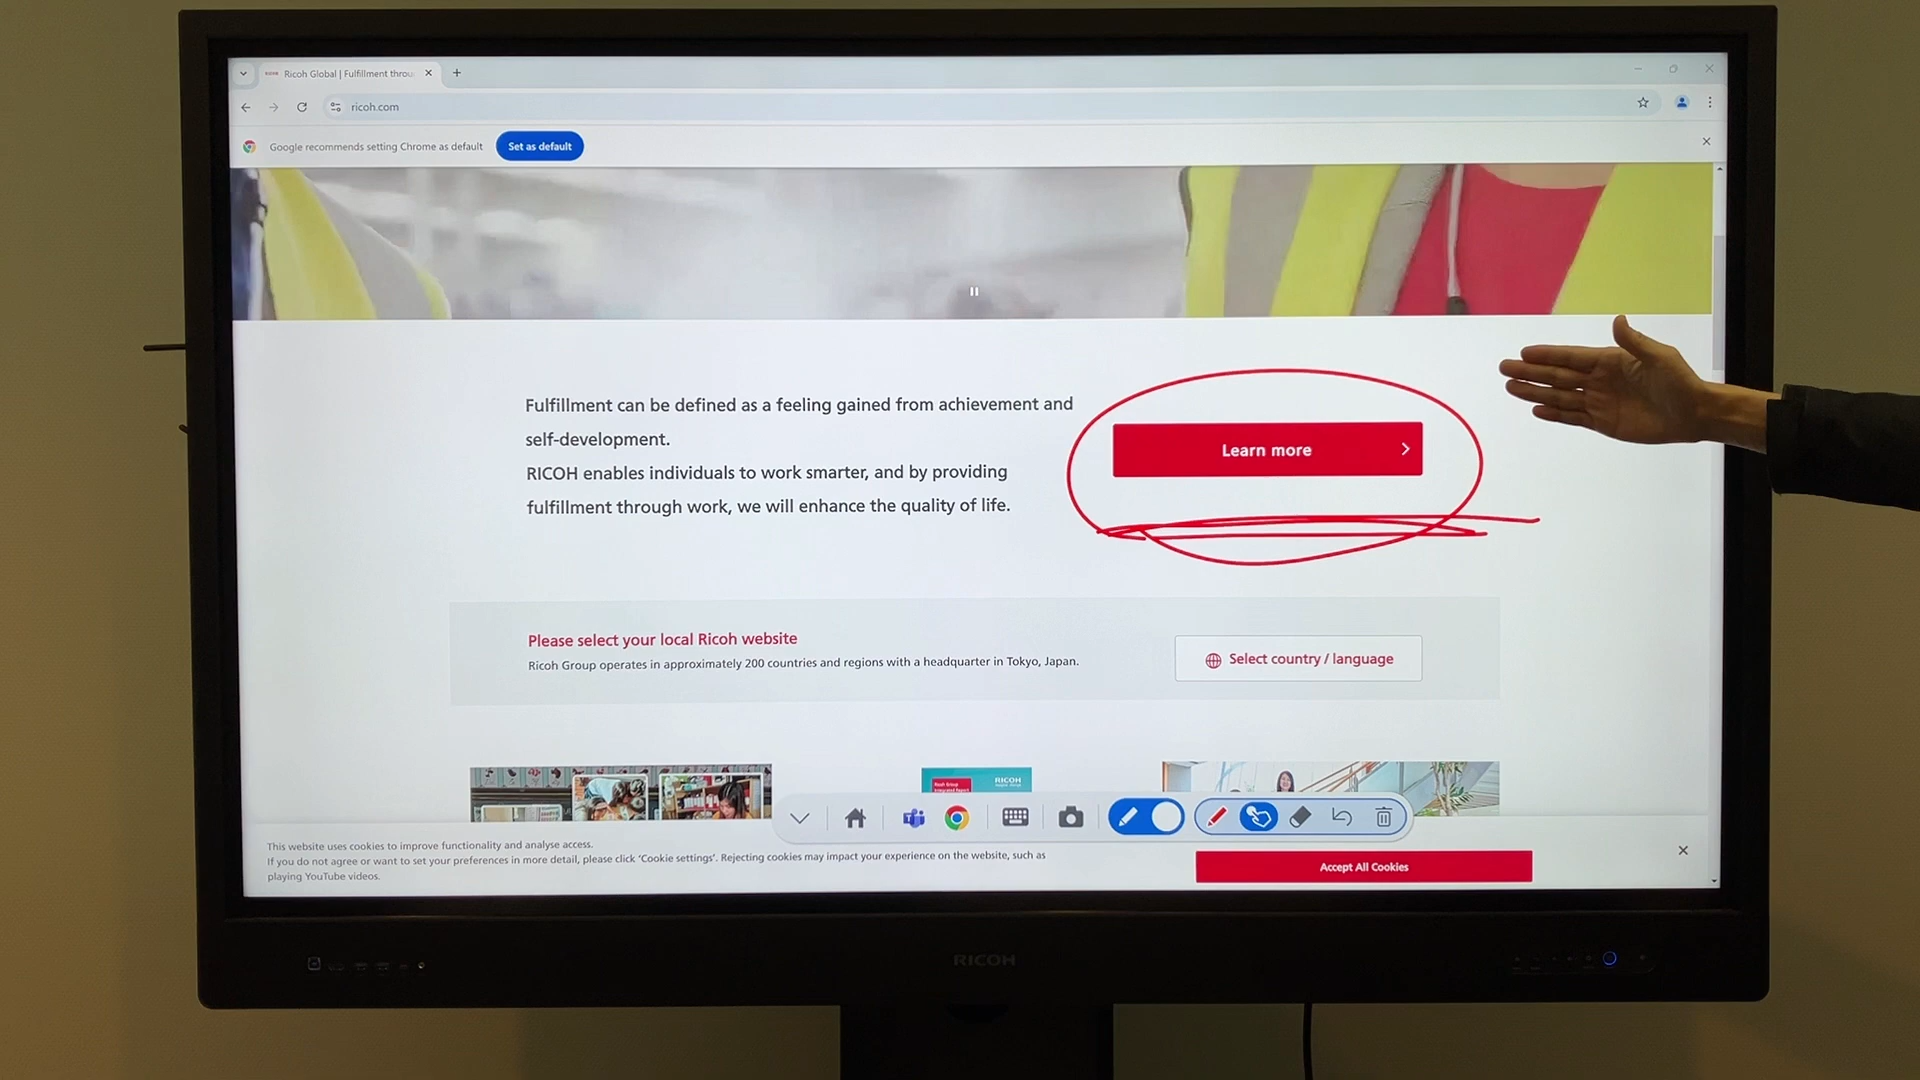 Ricoh Global | Fulfillment throu
ricoh.com
Google recommends setting Chrome as default
Set as default
Fulfillment can be defined as a feeling gained from achievement and
self-development.
RICOH enables individuals to work smarter, and by providing
fulfillment through work, we will enhance the quality of life.
Learn more
Please select your local Ricoh website
Ricoh Group operates in approximately 200 countries and regions with a headquarter in Tokyo, Japan.
Select country / language
Ricoh Group
Integrated Report
RICOH
This website uses cookies to improve functionality and analyse access.
If you do not agree or want to set your preferences in more detail, please click 'Cookie settings'. Rejecting cookies may impact your experience on the website, such as
playing YouTube videos.
Accept All Cookies
RICOH